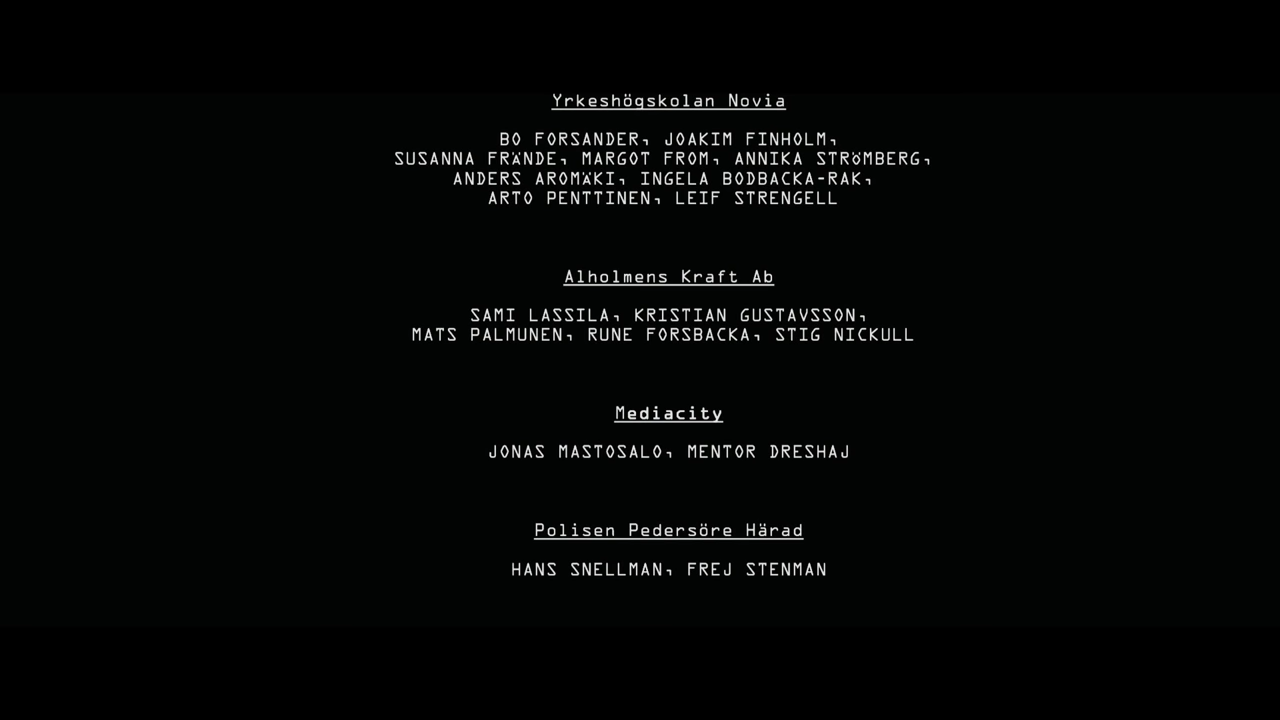 Yrkeshögskolan Novia
BO FORSANDER, JOAKIM FINHOLM,
SUSANNA FRÄNDE, MARGOT FROM, ANNIKA STRÖMBERG,
ANDERS AROMÄKI, INGELA BODBACKA-RAK,
ARTO PENTTINEN, LEIF STRENGELL
Alholmens Kraft Ab
SAMI LASSILA, KRISTIAN GUSTAVSSON,
MATS PALMUNEN, RUNE FORSBACKA, STIG NICKULL
Mediacity
JONAS MASTOSALO, MENTOR DRESHAJ
Polisen Pedersöre Härad
HANS SNELLMAN, FREJ STENMAN